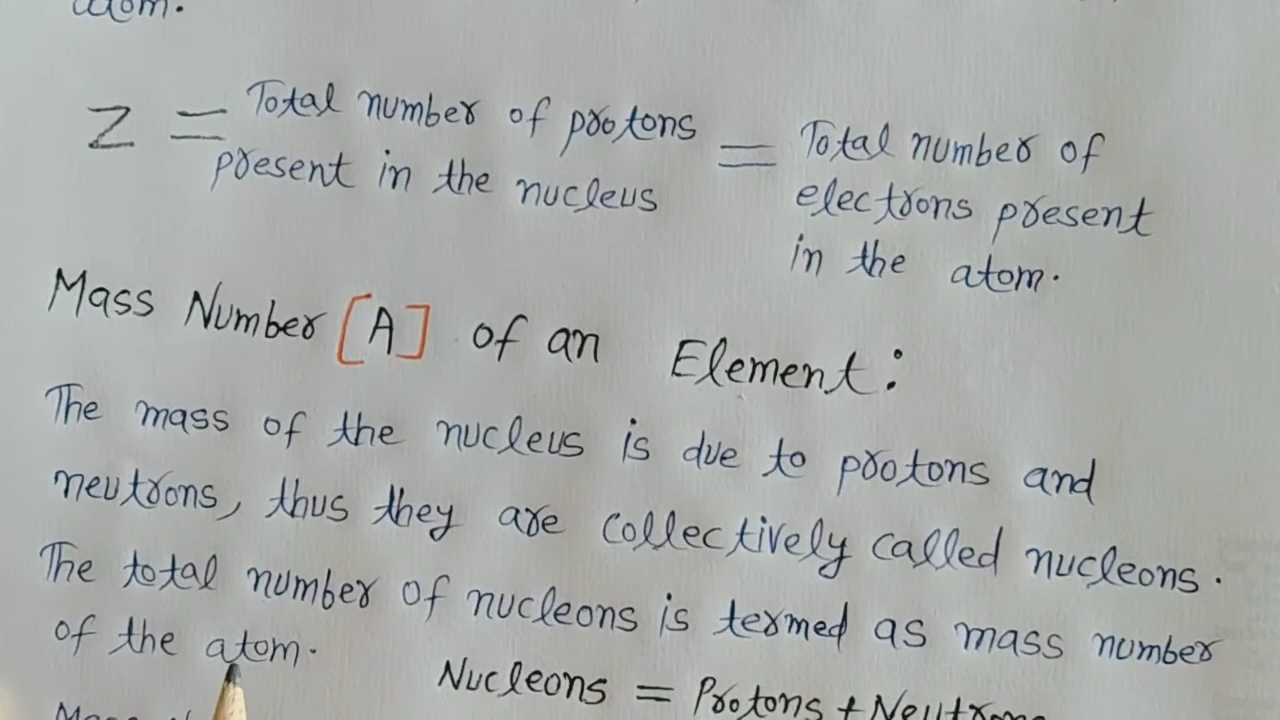 atom.
Z = Total number of protons present in the nucleus = Total number of electrons present in the atom.
Mass Number [A] of an Element:
The mass of the nucleus is due to protons and
neutrons, thus they are collectively called nucleons.
The total number of nucleons is termed as mass number
of the atom.
Nucleons = Protons + Neutrons